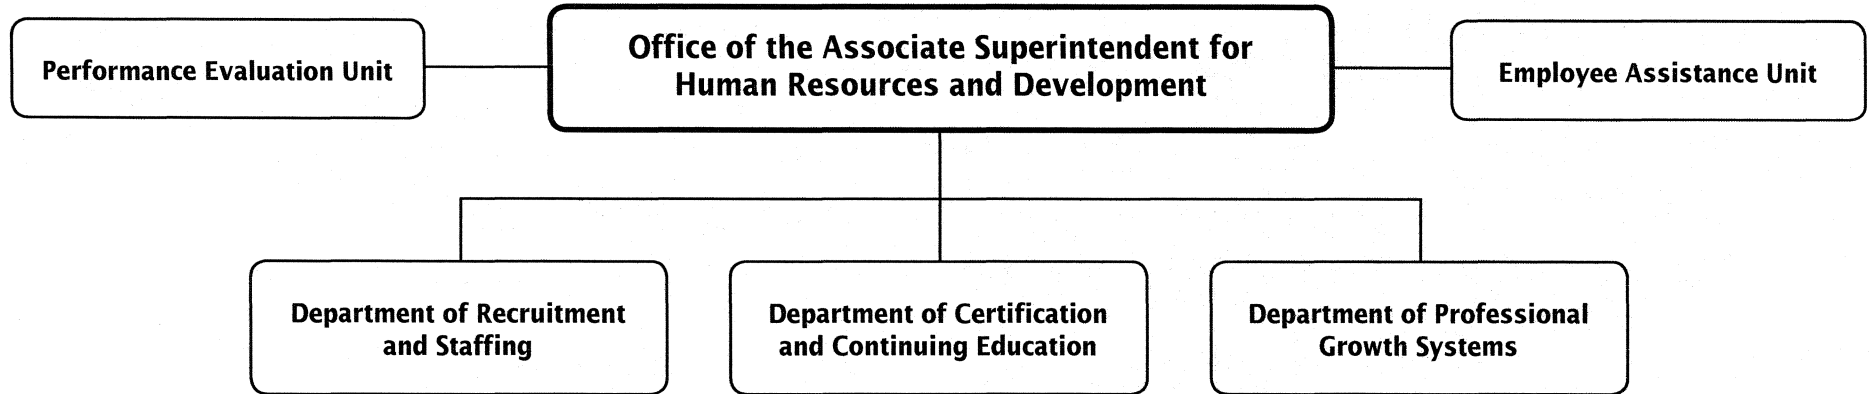 Office of the Associate Superintendent for
Human Resources and Development
Performance Evaluation Unit
Employee Assistance Unit
Department of Recruitment
and Staffing
Department of Certification
and Continuing Education
Department of Professional
Growth Systems